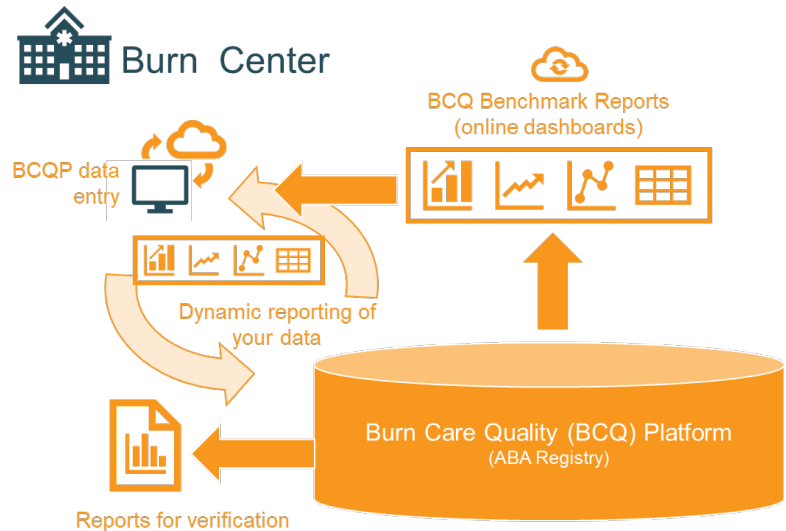 Burn Center
BCQ Benchmark Reports
(online dashboards)
BCQP data
entry
Dynamic reporting of
your data
Burn Care Quality (BCQ) Platform
(ABA Registry)
Reports for verification